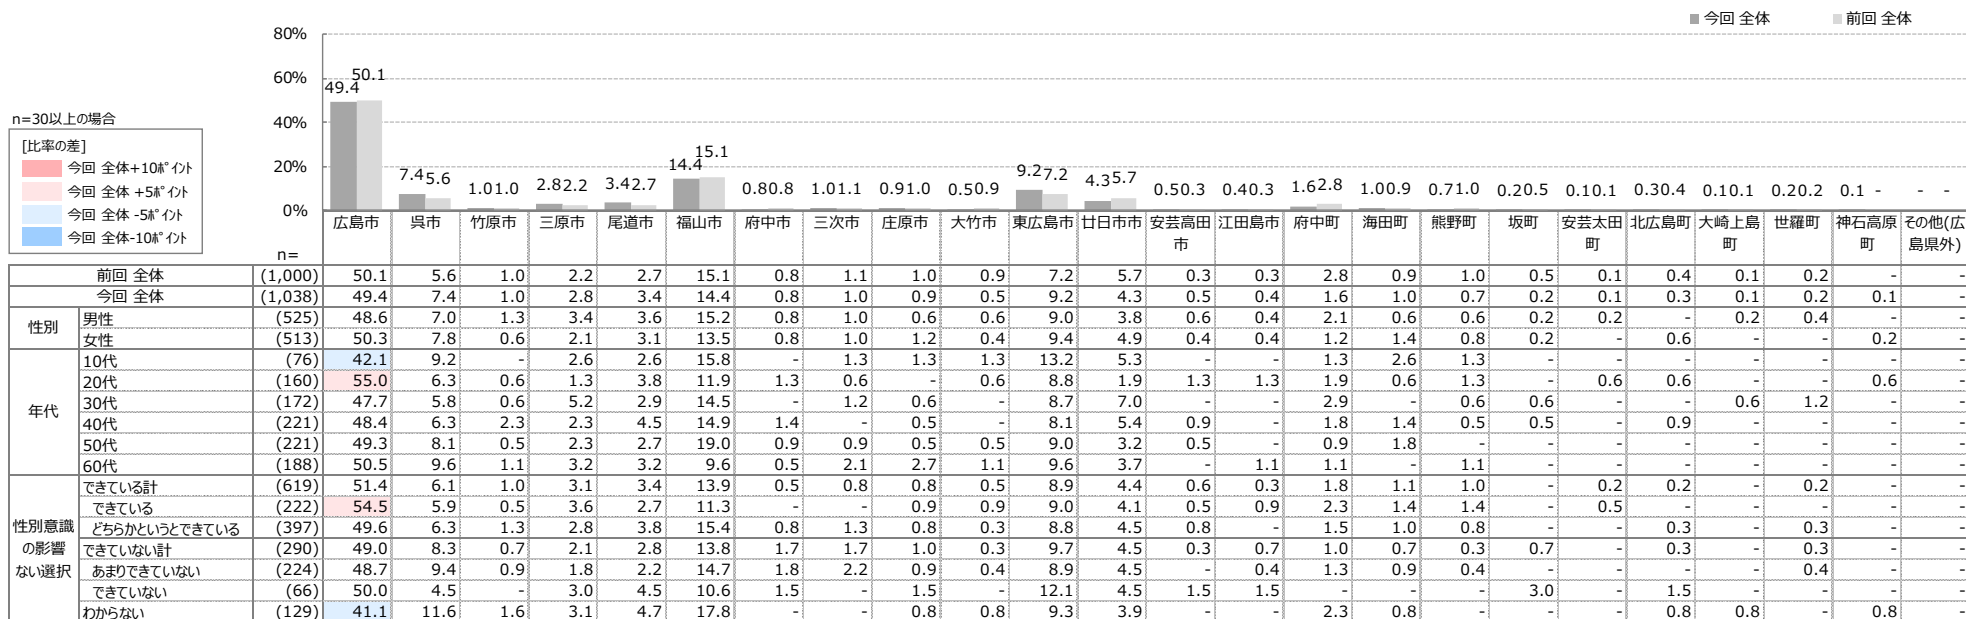 ■ 今回 全体 ■ 前回 全体
80%
60%
40%
20%
0%
n=30以上の場合
[比率の差]
今回 全体+10ﾎﾟｲﾝﾄ
今回 全体 +5ﾎﾟｲﾝﾄ
今回 全体 -5ﾎﾟｲﾝﾄ
今回 全体-10ﾎﾟｲﾝﾄ
49.4 50.1 7.4 5.6 1.0 1.0 2.8 2.2 3.4 2.7 14.4 15.1 0.8 0.8 1.0 1.1 0.9 1.0 0.5 0.9 9.2 7.2 4.3 5.7 0.5 0.3 0.4 0.3 1.6 2.8 1.0 0.9 0.7 1.0 0.2 0.5 0.1 0.1 0.3 0.4 0.1 0.1 0.2 0.2 0.1 - - -
n= 広島市 呉市 竹原市 三原市 尾道市 福山市 府中市 三次市 庄原市 大竹市 東広島市 廿日市市 安芸高田市 江田島市 府中町 海田町 熊野町 坂町 安芸太田町 北広島町 大崎上島町 世羅町 神石高原町 その他(広島県外)
前回 全体 (1,000) 50.1 5.6 1.0 2.2 2.7 15.1 0.8 1.1 1.0 0.9 7.2 5.7 0.3 0.3 2.8 0.9 1.0 0.5 0.1 0.4 0.1 0.2 - -
今回 全体 (1,038) 49.4 7.4 1.0 2.8 3.4 14.4 0.8 1.0 0.9 0.5 9.2 4.3 0.5 0.4 1.6 1.0 0.7 0.2 0.1 0.3 0.1 0.2 0.1 -
性別
男性 (525) 48.6 7.0 1.3 3.4 3.6 15.2 0.8 1.0 0.6 0.6 9.0 3.8 0.6 0.4 2.1 0.6 0.6 0.2 0.2 - 0.2 0.4 - -
女性 (513) 50.3 7.8 0.6 2.1 3.1 13.5 0.8 1.0 1.2 0.4 9.4 4.9 0.4 0.4 1.2 1.4 0.8 0.2 - 0.6 - - 0.2 -
年代
10代 (76) 42.1 9.2 - 2.6 2.6 15.8 - 1.3 1.3 1.3 13.2 5.3 - - 1.3 2.6 1.3 - - - - - - -
20代 (160) 55.0 6.3 0.6 1.3 3.8 11.9 1.3 0.6 - 0.6 8.8 1.9 1.3 1.3 1.9 0.6 1.3 - 0.6 0.6 - - 0.6 -
30代 (172) 47.7 5.8 0.6 5.2 2.9 14.5 - 1.2 0.6 - 8.7 7.0 - - 2.9 - 0.6 0.6 - - 0.6 1.2 - -
40代 (221) 48.4 6.3 2.3 2.3 4.5 14.9 1.4 - 0.5 - 8.1 5.4 0.9 - 1.8 1.4 0.5 0.5 - 0.9 - - - -
50代 (221) 49.3 8.1 0.5 2.3 2.7 19.0 0.9 0.9 0.5 0.5 9.0 3.2 0.5 - 0.9 1.8 - - - - - - - -
60代 (188) 50.5 9.6 1.1 3.2 3.2 9.6 0.5 2.1 2.7 1.1 9.6 3.7 - 1.1 1.1 - 1.1 - - - - - - -
性別意識の影響ない選択
できている計 (619) 51.4 6.1 1.0 3.1 3.4 13.9 0.5 0.8 0.8 0.5 8.9 4.4 0.6 0.3 1.8 1.1 1.0 - 0.2 0.2 - 0.2 - -
できている (222) 54.5 5.9 0.5 3.6 2.7 11.3 - - 0.9 0.9 9.0 4.1 0.5 0.9 2.3 1.4 1.4 - 0.5 - - - - -
どちらかというとできている (397) 49.6 6.3 1.3 2.8 3.8 15.4 0.8 1.3 0.8 0.3 8.8 4.5 0.8 - 1.5 1.0 0.8 - - 0.3 - 0.3 - -
できていない計 (290) 49.0 8.3 0.7 2.1 2.8 13.8 1.7 1.7 1.0 0.3 9.7 4.5 0.3 0.7 1.0 0.7 0.3 0.7 - 0.3 - 0.3 - -
あまりできていない (224) 48.7 9.4 0.9 1.8 2.2 14.7 1.8 2.2 0.9 0.4 8.9 4.5 - 0.4 1.3 0.9 0.4 - - - - 0.4 - -
できていない (66) 50.0 4.5 - 3.0 4.5 10.6 1.5 - 1.5 - 12.1 4.5 1.5 1.5 - - - 3.0 - 1.5 - - - -
わからない (129) 41.1 11.6 1.6 3.1 4.7 17.8 - - 0.8 0.8 9.3 3.9 - - 2.3 0.8 - - - 0.8 0.8 - 0.8 -